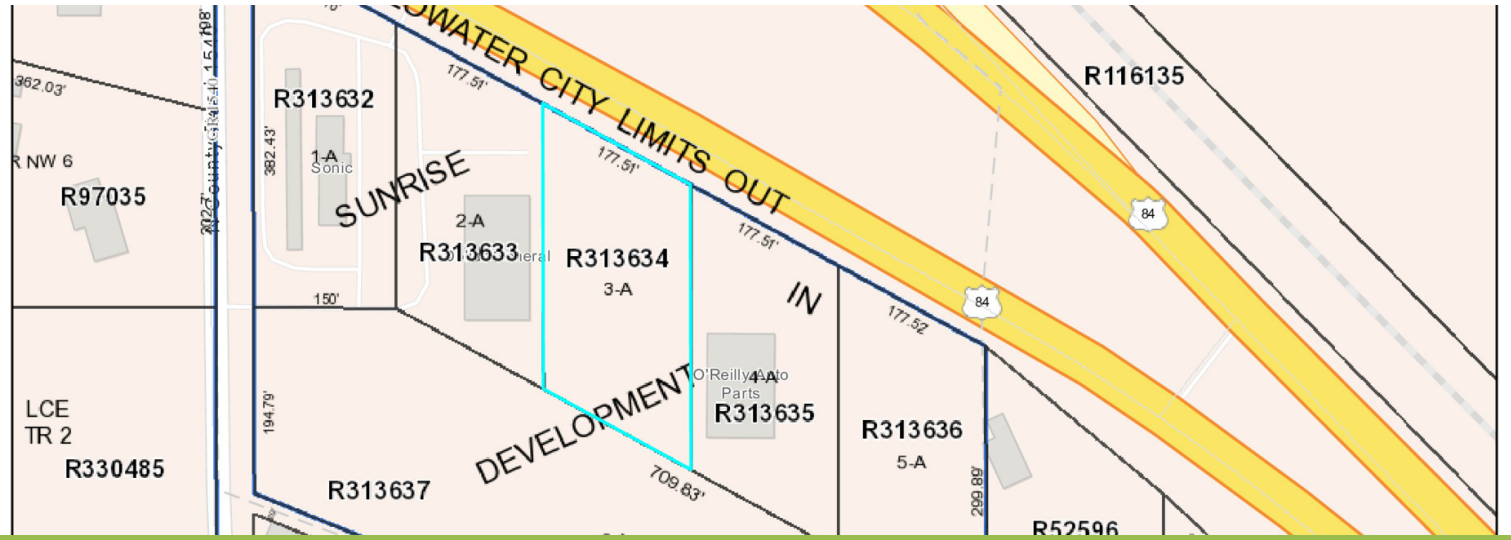 198'
OWATER CITY LIMITS OUT
177.51'
R116135
362.03'
R313632
382.43'
1-A
Sonic
SUNRISE
177.51'
R NW 6
R97035
2-A
R313633
R313634
3-A
177.51'
84
IN
84
177.52'
150'
O'Reilly Auto
Parts
4-A
R313635
DEVELOPMENT
LCE
TR 2
194.79'
R313636
5-A
R330485
R313637
709.83'
299.89'
R52596